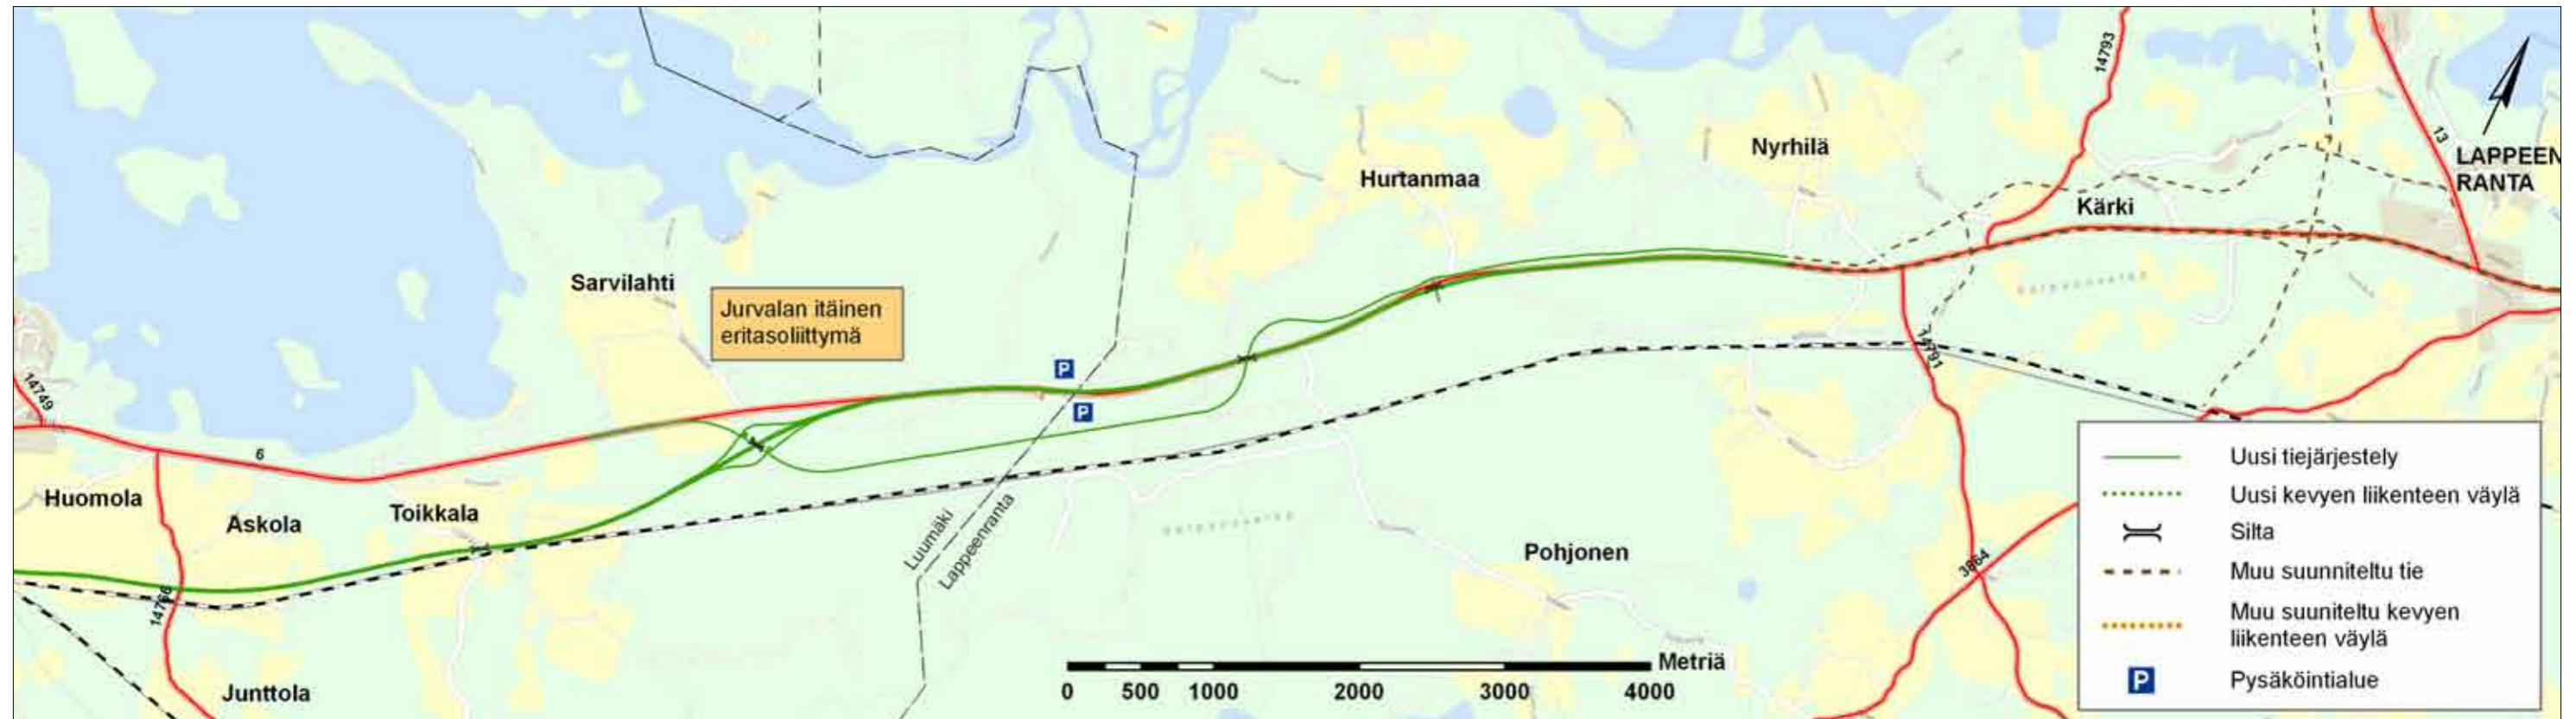 14793
13
LAPPEEN
RANTA
Nyrhilä
Hurtanmaa
Kärki
Sarvilahti
Jurvalan itäinen
eritasoliittymä
P
P
14791
14749
6
Huomola
Askola
Toikkala
Luumäki
Lappeenranta
Pohjonen
3864
14766
Junttola
Metriä
0 500 1000 2000 3000 4000
Uusi tiejärjestely
Uusi kevyen liikenteen väylä
Silta
Muu suunniteltu tie
Muu suuniteltu kevyen
liikenteen väylä
P Pysäköintialue